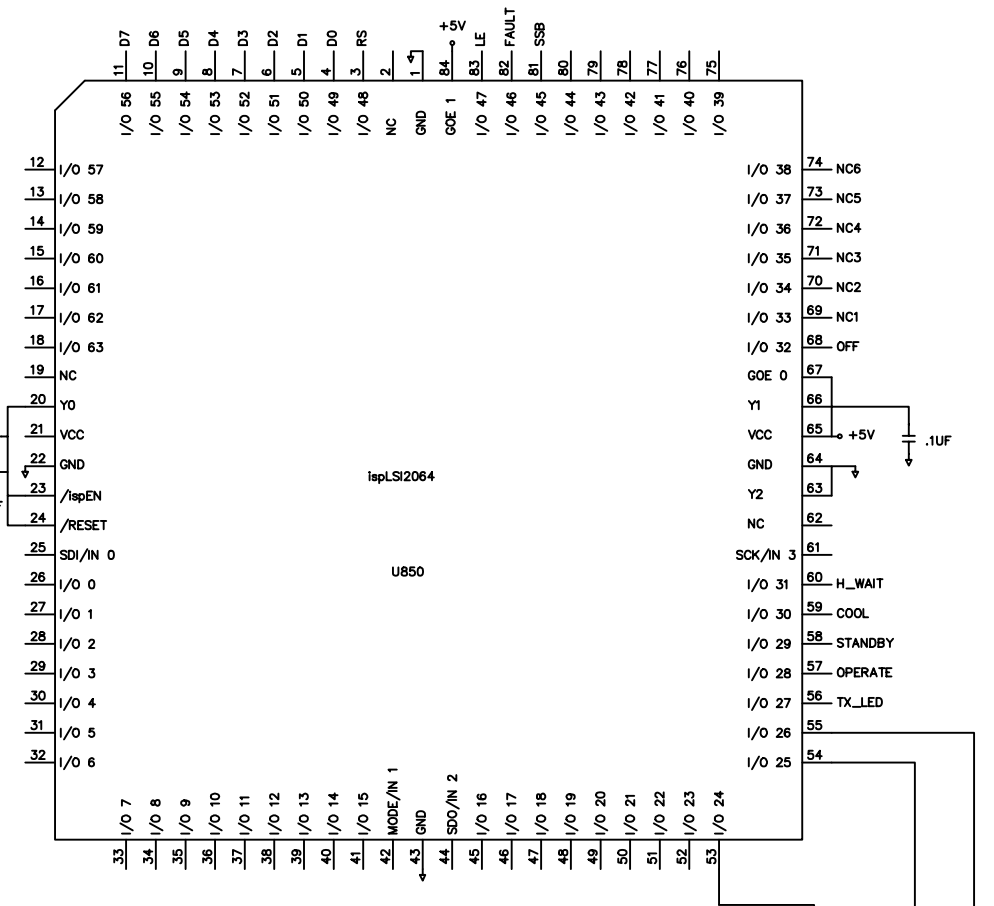 +5V
D7 D6 D5 D4 D3 D2 D1 D0 RS LE FAULT SSB
11 10 9 8 7 6 5 4 3 2 1 84 83 82 81 80 79 78 77 76 75
I/O 56 I/O 55 I/O 54 I/O 53 I/O 52 I/O 51 I/O 50 I/O 49 I/O 48 NC GND GOE 1 I/O 47 I/O 46 I/O 45 I/O 44 I/O 43 I/O 42 I/O 41 I/O 40 I/O 39
12 I/O 57 I/O 38 74 NC6
13 I/O 58 I/O 37 73 NC5
14 I/O 59 I/O 36 72 NC4
15 I/O 60 I/O 35 71 NC3
16 I/O 61 I/O 34 70 NC2
17 I/O 62 I/O 33 69 NC1
18 I/O 63 I/O 32 68 OFF
19 NC GOE 0 67
20 Y0 Y1 66
21 VCC VCC 65 +5V .1UF
22 GND GND 64
ispLSI2064
23 /ispEN Y2 63
24 /RESET NC 62
25 SDI/IN 0 SCK/IN 3 61
U850
26 I/O 0 I/O 31 60 H_WAIT
27 I/O 1 I/O 30 59 COOL
28 I/O 2 I/O 29 58 STANDBY
29 I/O 3 I/O 28 57 OPERATE
30 I/O 4 I/O 27 56 TX_LED
31 I/O 5 I/O 26 55
32 I/O 6 I/O 25 54
I/O 7 I/O 8 I/O 9 I/O 10 I/O 11 I/O 12 I/O 13 I/O 14 I/O 15 MODE/IN 1 GND SDO/IN 2 I/O 16 I/O 17 I/O 18 I/O 19 I/O 20 I/O 21 I/O 22 I/O 23 I/O 24
33 34 35 36 37 38 39 40 41 42 43 44 45 46 47 48 49 50 51 52 53